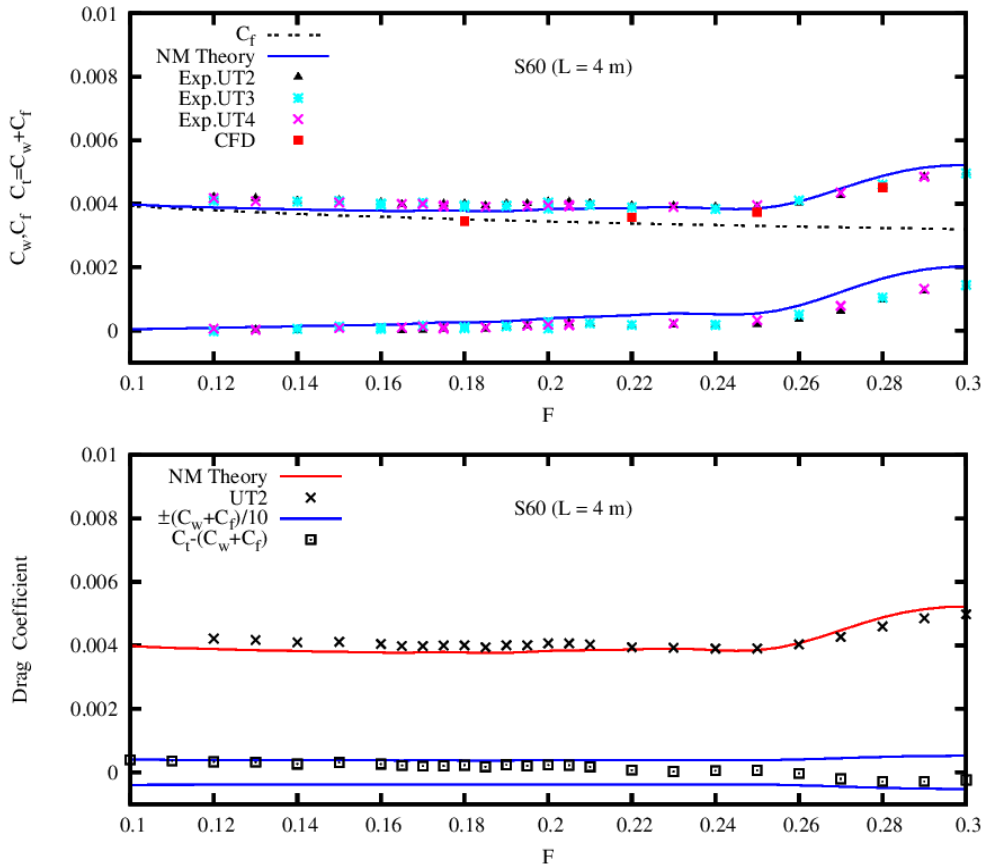 0.01
C_f
NM Theory
S60 (L = 4 m)
0.008
Exp.UT2
Exp.UT3
Exp.UT4
0.006
CFD
0.004
0.002
0
C_w,C_f C_t=C_w+C_f
0.1 0.12 0.14 0.16 0.18 0.2 0.22 0.24 0.26 0.28 0.3
F
0.01
NM Theory
UT2
S60 (L = 4 m)
±(C_w+C_f)/10
0.008
C_t-(C_w+C_f)
0.006
0.004
0.002
0
Drag Coefficient
0.1 0.12 0.14 0.16 0.18 0.2 0.22 0.24 0.26 0.28 0.3
F